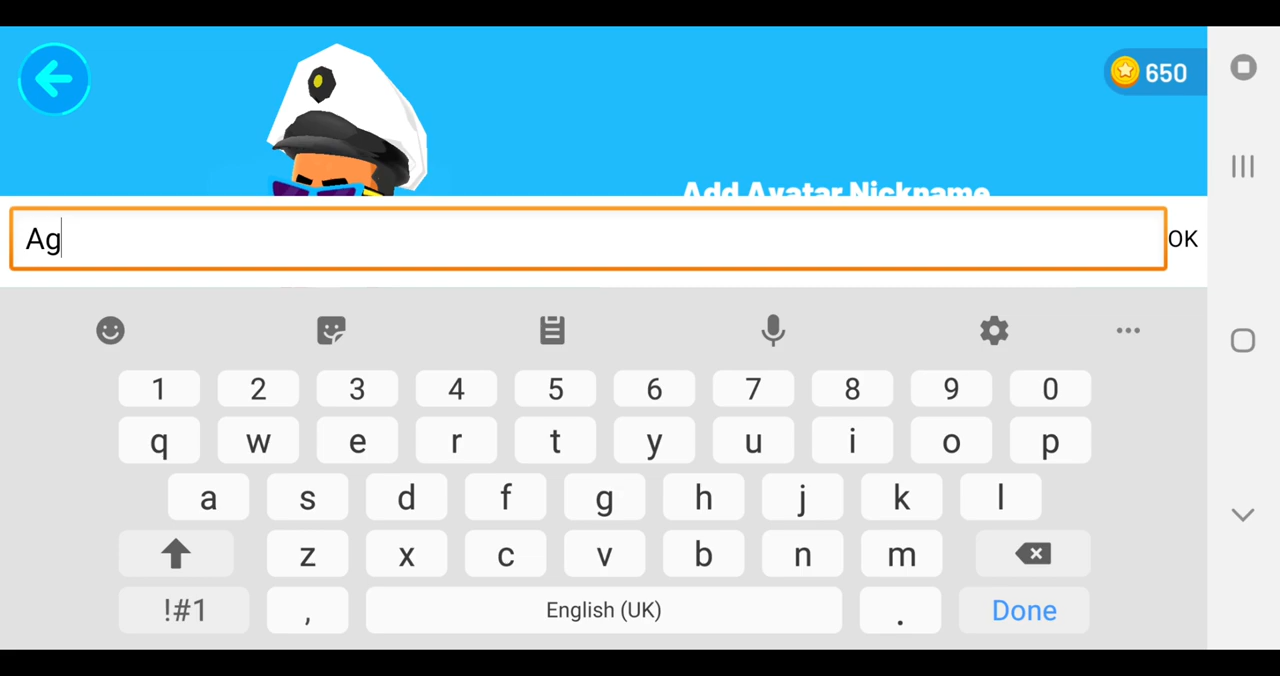 650
Add Avatar Nickname
Ag
OK
1 2 3 4 5 6 7 8 9 0
q w e r t y u i o p
a s d f g h j k l
z x c v b n m
!#1 , English (UK) . Done